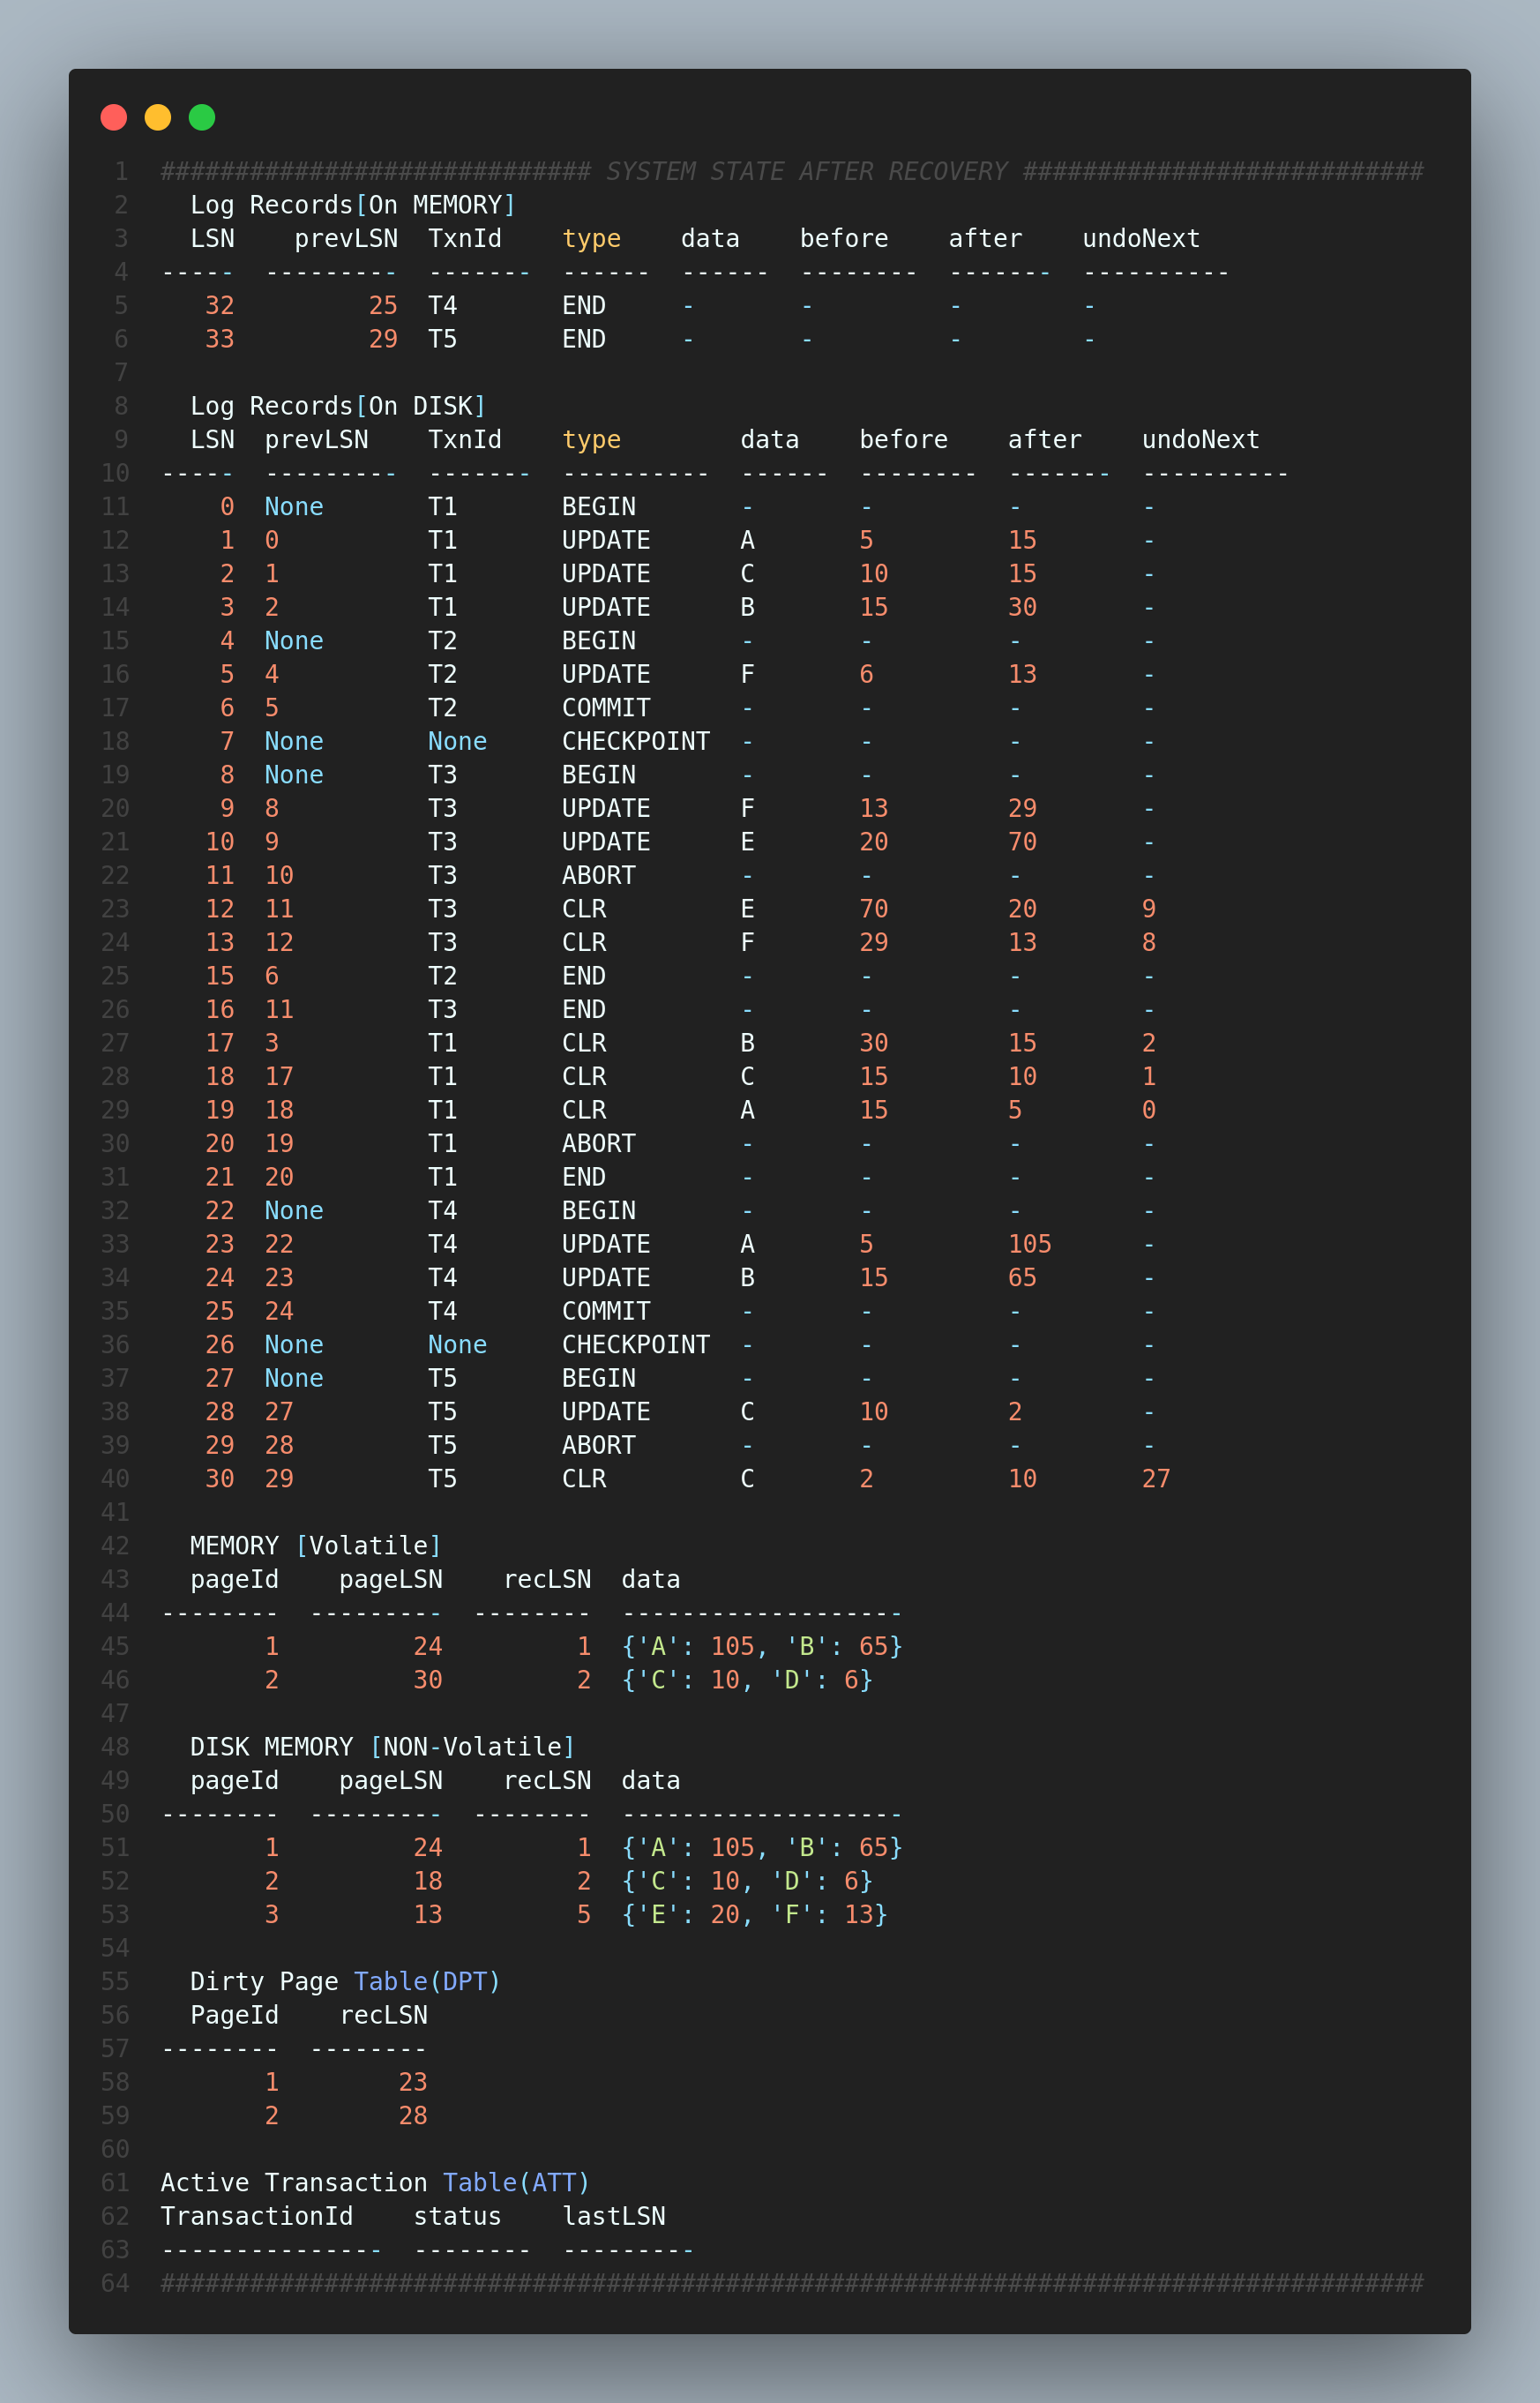 1 ############################# SYSTEM STATE AFTER RECOVERY ###########################
2 Log Records[On MEMORY]
3 LSN prevLSN TxnId type data before after undoNext
4 ----- --------- ------- ------ ------ -------- ------- ----------
5 32 25 T4 END - - - -
6 33 29 T5 END - - - -
7
8 Log Records[On DISK]
9 LSN prevLSN TxnId type data before after undoNext
10 ----- --------- ------- ---------- ------ -------- ------- ----------
11 0 None T1 BEGIN - - - -
12 1 0 T1 UPDATE A 5 15 -
13 2 1 T1 UPDATE C 10 15 -
14 3 2 T1 UPDATE B 15 30 -
15 4 None T2 BEGIN - - - -
16 5 4 T2 UPDATE F 6 13 -
17 6 5 T2 COMMIT - - - -
18 7 None None CHECKPOINT - - - -
19 8 None T3 BEGIN - - - -
20 9 8 T3 UPDATE F 13 29 -
21 10 9 T3 UPDATE E 20 70 -
22 11 10 T3 ABORT - - - -
23 12 11 T3 CLR E 70 20 9
24 13 12 T3 CLR F 29 13 8
25 15 6 T2 END - - - -
26 16 11 T3 END - - - -
27 17 3 T1 CLR B 30 15 2
28 18 17 T1 CLR C 15 10 1
29 19 18 T1 CLR A 15 5 0
30 20 19 T1 ABORT - - - -
31 21 20 T1 END - - - -
32 22 None T4 BEGIN - - - -
33 23 22 T4 UPDATE A 5 105 -
34 24 23 T4 UPDATE B 15 65 -
35 25 24 T4 COMMIT - - - -
36 26 None None CHECKPOINT - - - -
37 27 None T5 BEGIN - - - -
38 28 27 T5 UPDATE C 10 2 -
39 29 28 T5 ABORT - - - -
40 30 29 T5 CLR C 2 10 27
41
42 MEMORY [Volatile]
43 pageId pageLSN recLSN data
44 -------- --------- -------- -------------------
45 1 24 1 {'A': 105, 'B': 65}
46 2 30 2 {'C': 10, 'D': 6}
47
48 DISK MEMORY [NON-Volatile]
49 pageId pageLSN recLSN data
50 -------- --------- -------- -------------------
51 1 24 1 {'A': 105, 'B': 65}
52 2 18 2 {'C': 10, 'D': 6}
53 3 13 5 {'E': 20, 'F': 13}
54
55 Dirty Page Table(DPT)
56 PageId recLSN
57 -------- --------
58 1 23
59 2 28
60
61 Active Transaction Table(ATT)
62 TransactionId status lastLSN
63 --------------- -------- ---------
64 #####################################################################################